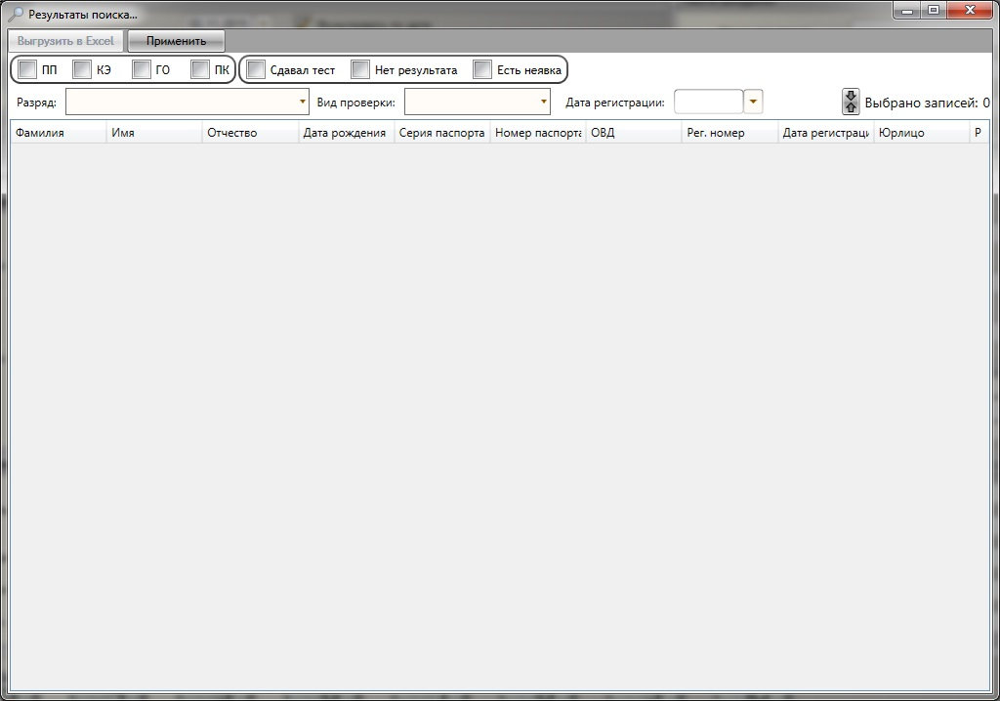 Результаты поиска...
Выгрузить в Excel Применить
ПП КЭ ГО ПК Сдавал тест Нет результата Есть неявка
Разряд: Вид проверки: Дата регистрации: Выбрано записей: 0
Фамилия Имя Отчество Дата рождения Серия паспорта Номер паспорта ОВД Рег. номер Дата регистраци Юрлицо Р